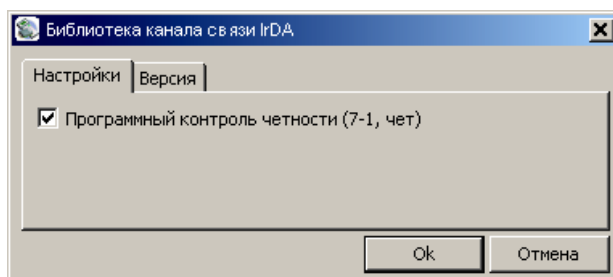 Библиотека канала связи IrDA
Настройки Версия
Программный контроль четности (7-1, чет)
Ok Отмена